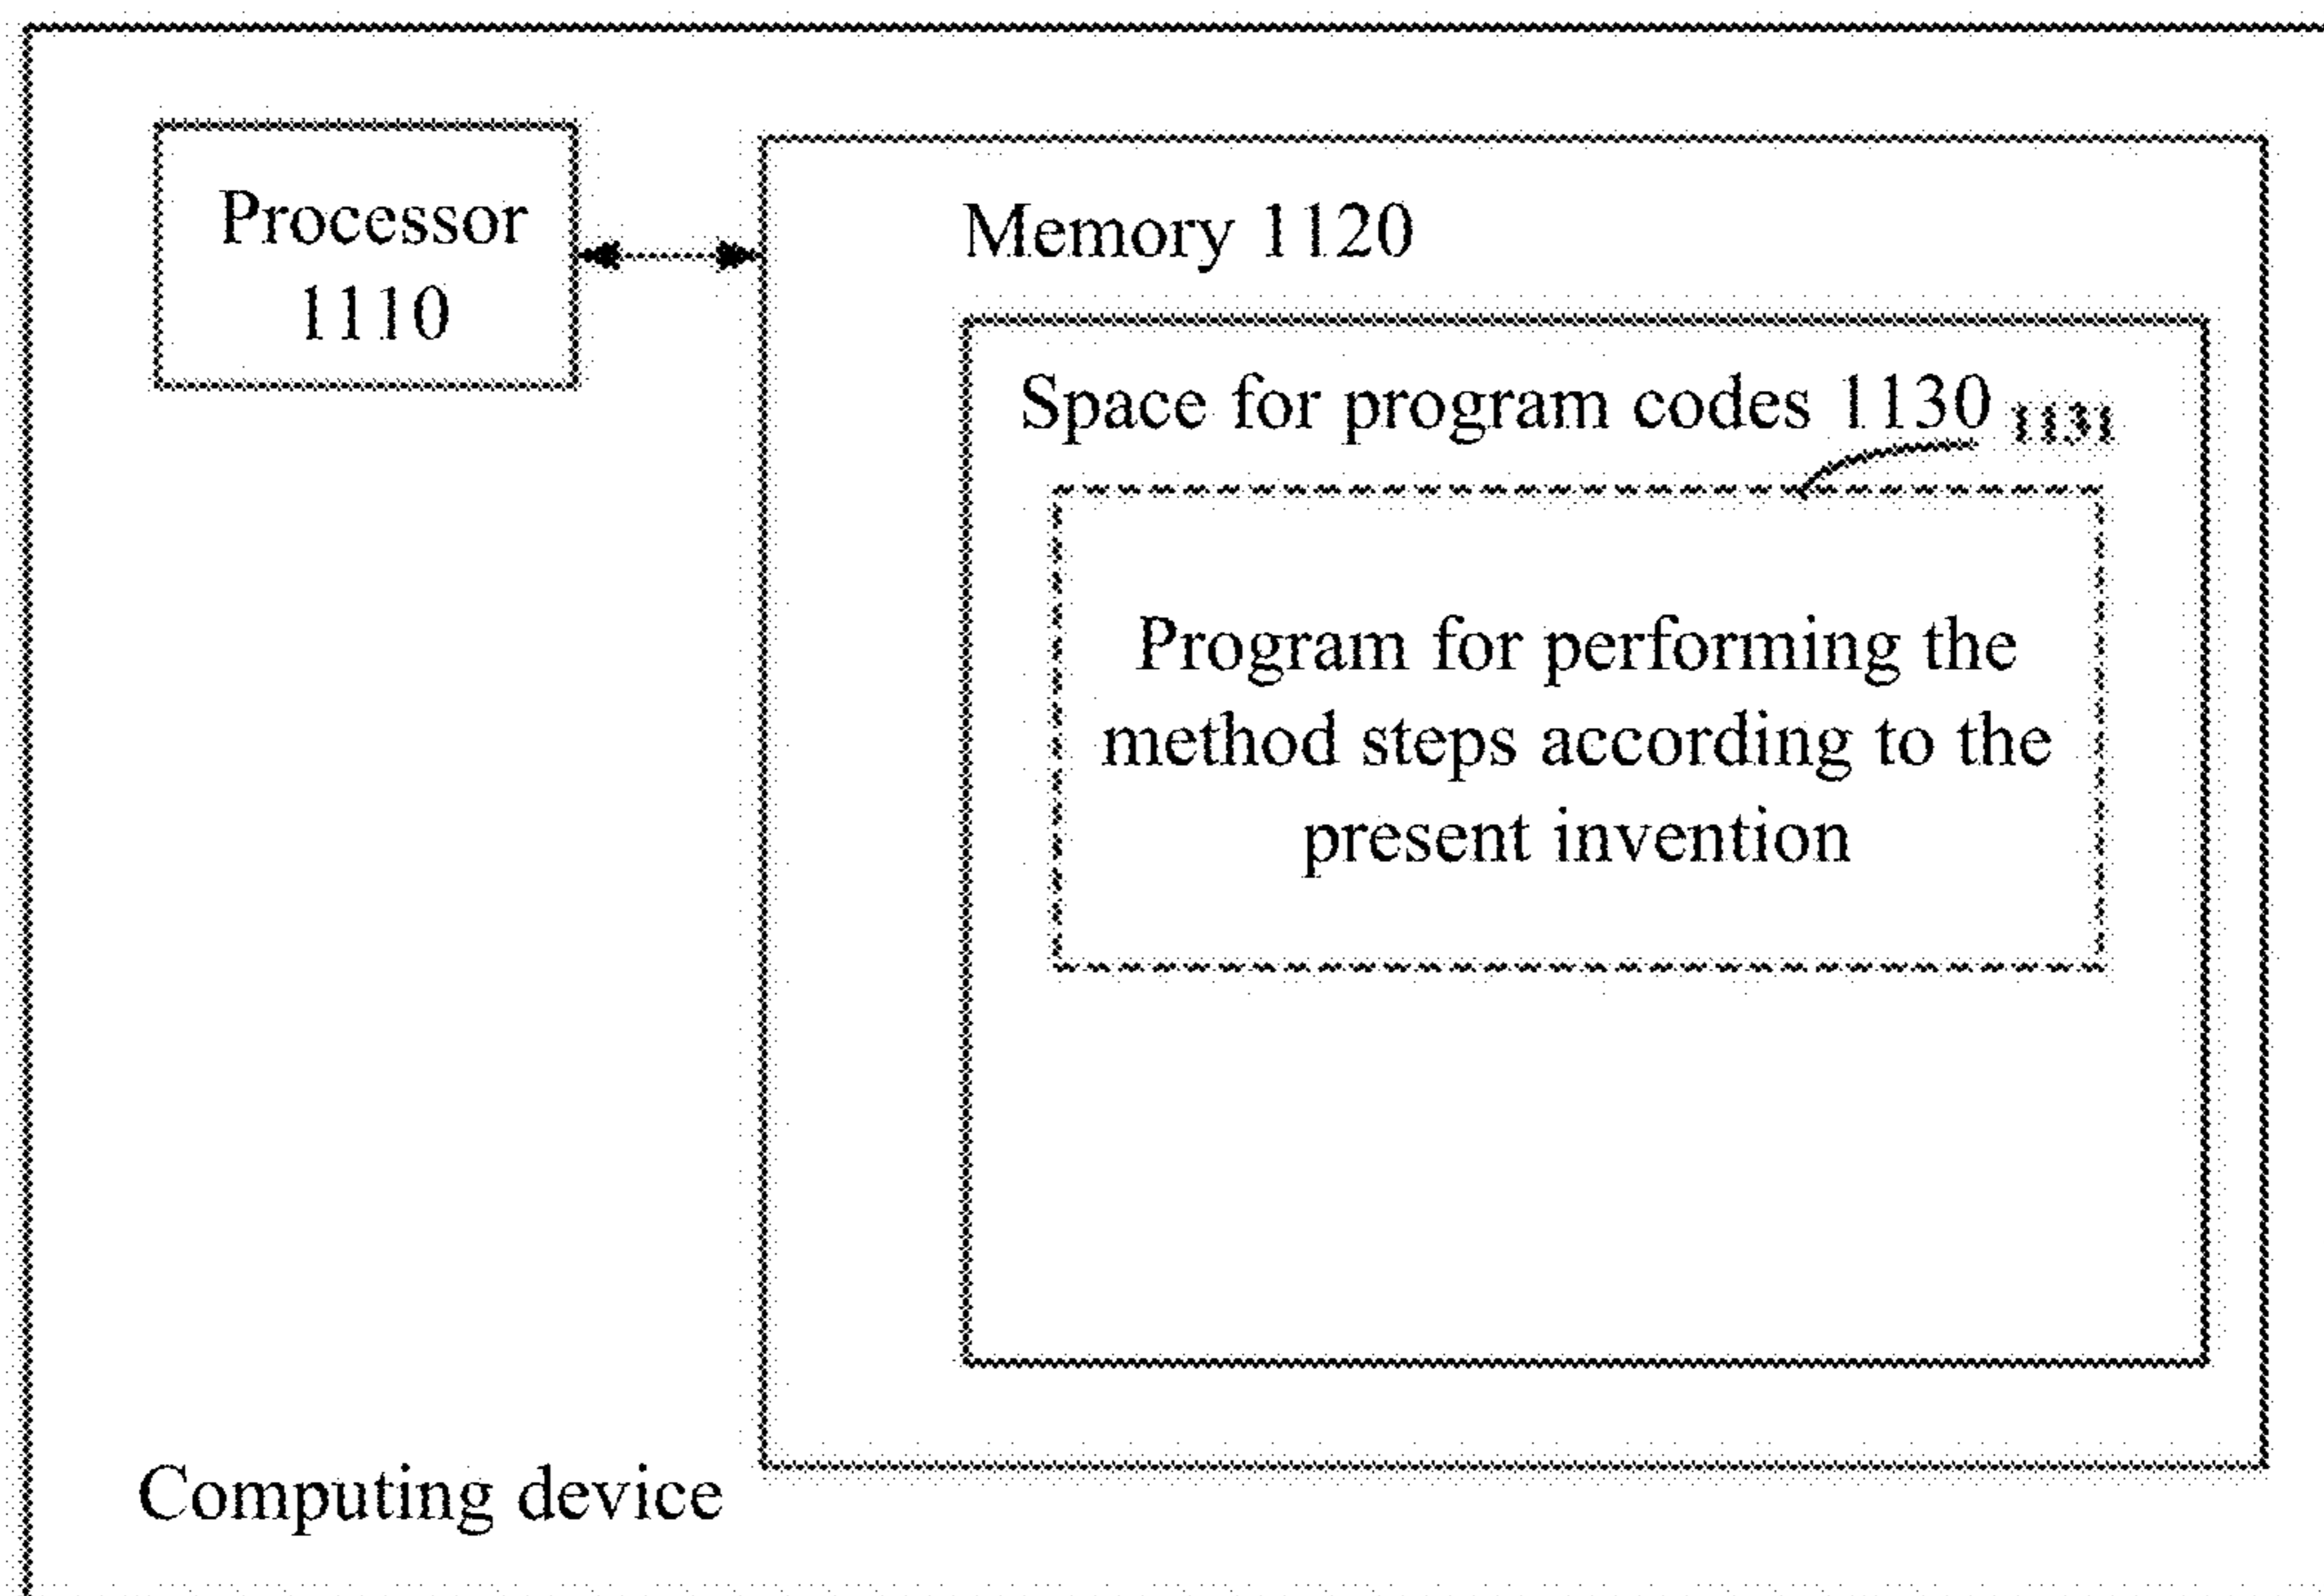 Processor
1110
Memory 1120
Space for program codes 1130
1131
Program for performing the
method steps according to the
present invention
Computing device